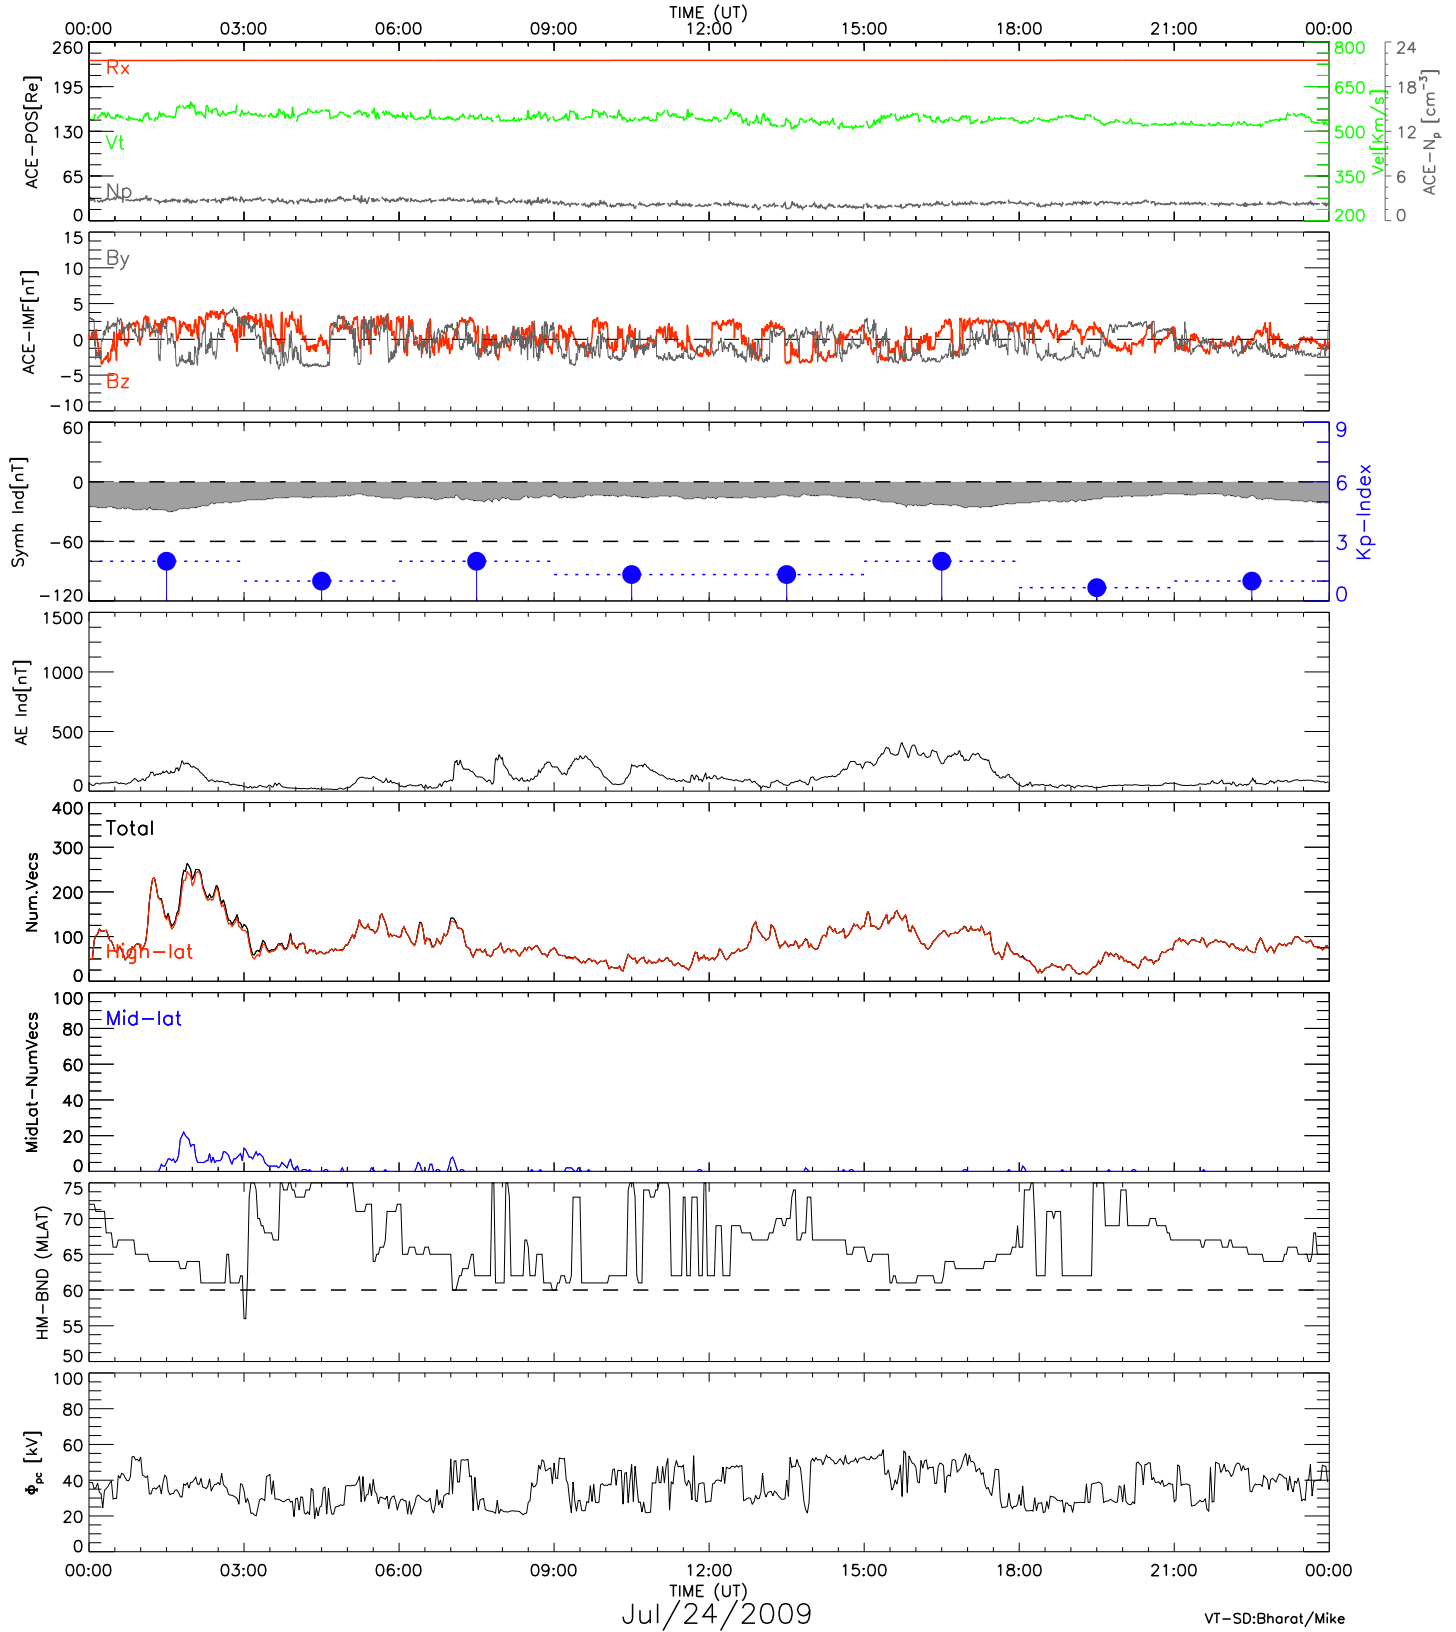 TIME (UT)
00:00 03:00 06:00 09:00 12:00 15:00 18:00 21:00 00:00
260 195 130 65 0
ACE-POS[Re]
Rx
Vt
Np
800 650 500 350 200
Vel[Km/s]
24 18 12 6 0
ACE-Np [cm-3]
15 10 5 0 -5 -10
ACE-IMF[nT]
By
Bz
60 0 -60 -120
Symh Ind[nT]
9 6 3 0
Kp-Index
1500 1000 500 0
AE Ind[nT]
400 300 200 100 0
Num.Vecs
Total
High-lat
100 80 60 40 20 0
MidLat-NumVecs
Mid-lat
75 70 65 60 55 50
HM-BND (MLAT)
100 80 60 40 20 0
Φpc [kV]
00:00 03:00 06:00 09:00 12:00 15:00 18:00 21:00 00:00
TIME (UT)
Jul/24/2009
VT-SD:Bharat/Mike